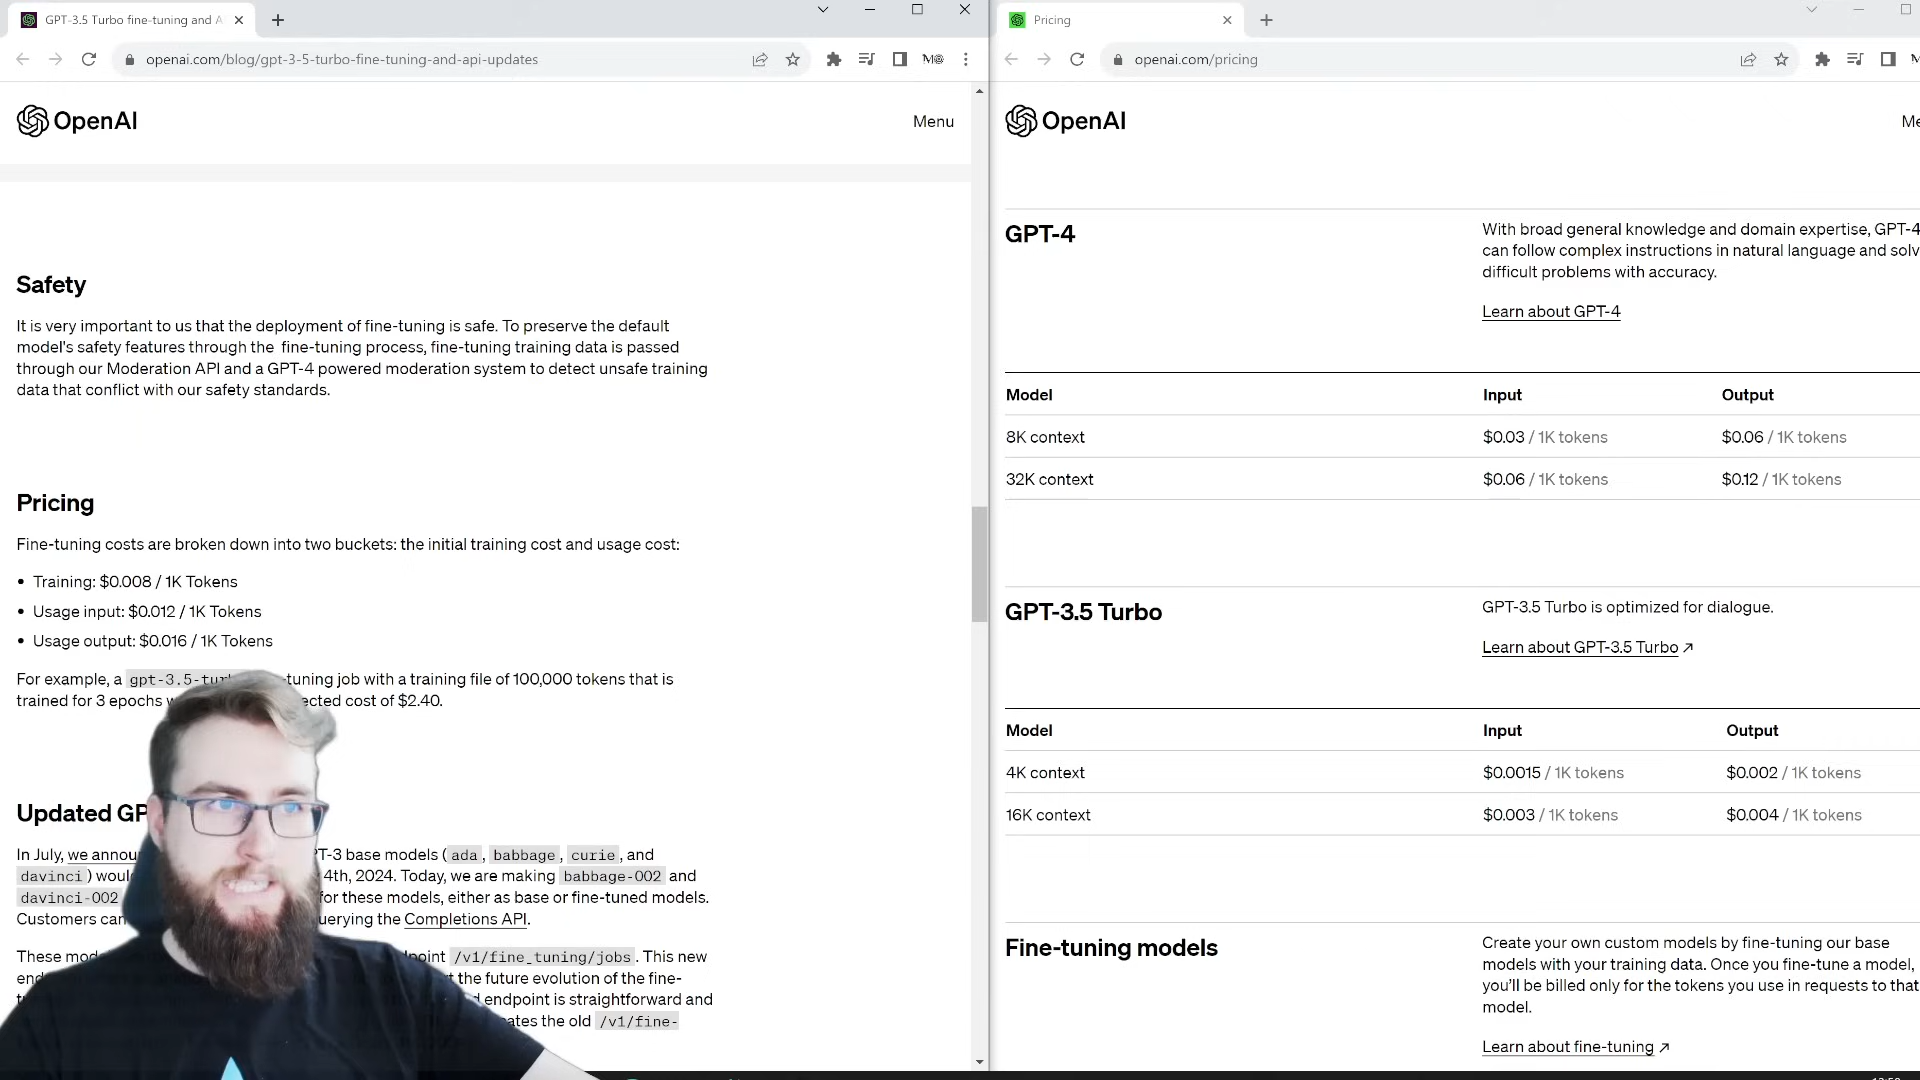 GPT-3.5 Turbo fine-tuning and A
openai.com/blog/gpt-3-5-turbo-fine-tuning-and-api-updates
OpenAI
Menu
Safety
It is very important to us that the deployment of fine-tuning is safe. To preserve the default
model's safety features through the fine-tuning process, fine-tuning training data is passed
through our Moderation API and a GPT-4 powered moderation system to detect unsafe training
data that conflict with our safety standards.
Pricing
Fine-tuning costs are broken down into two buckets: the initial training cost and usage cost:
• Training: $0.008 / 1K Tokens
• Usage input: $0.012 / 1K Tokens
• Usage output: $0.016 / 1K Tokens
For example, a gpt-3.5-tur -tuning job with a training file of 100,000 tokens that is
trained for 3 epochs w ected cost of $2.40.
Updated GP
In July, we annou T-3 base models (ada, babbage, curie, and
davinci) woul 4th, 2024. Today, we are making babbage-002 and
davinci-002 for these models, either as base or fine-tuned models.
Customers can uerying the Completions API.
These mod point /v1/fine_tuning/jobs. This new
end t the future evolution of the fine-
d endpoint is straightforward and
ates the old /v1/fine-
Pricing
openai.com/pricing
OpenAI
Me
GPT-4
With broad general knowledge and domain expertise, GPT-4
can follow complex instructions in natural language and solv
difficult problems with accuracy.
Learn about GPT-4
Model Input Output
8K context $0.03 / 1K tokens $0.06 / 1K tokens
32K context $0.06 / 1K tokens $0.12 / 1K tokens
GPT-3.5 Turbo
GPT-3.5 Turbo is optimized for dialogue.
Learn about GPT-3.5 Turbo ↗
Model Input Output
4K context $0.0015 / 1K tokens $0.002 / 1K tokens
16K context $0.003 / 1K tokens $0.004 / 1K tokens
Fine-tuning models
Create your own custom models by fine-tuning our base
models with your training data. Once you fine-tune a model,
you'll be billed only for the tokens you use in requests to that
model.
Learn about fine-tuning ↗